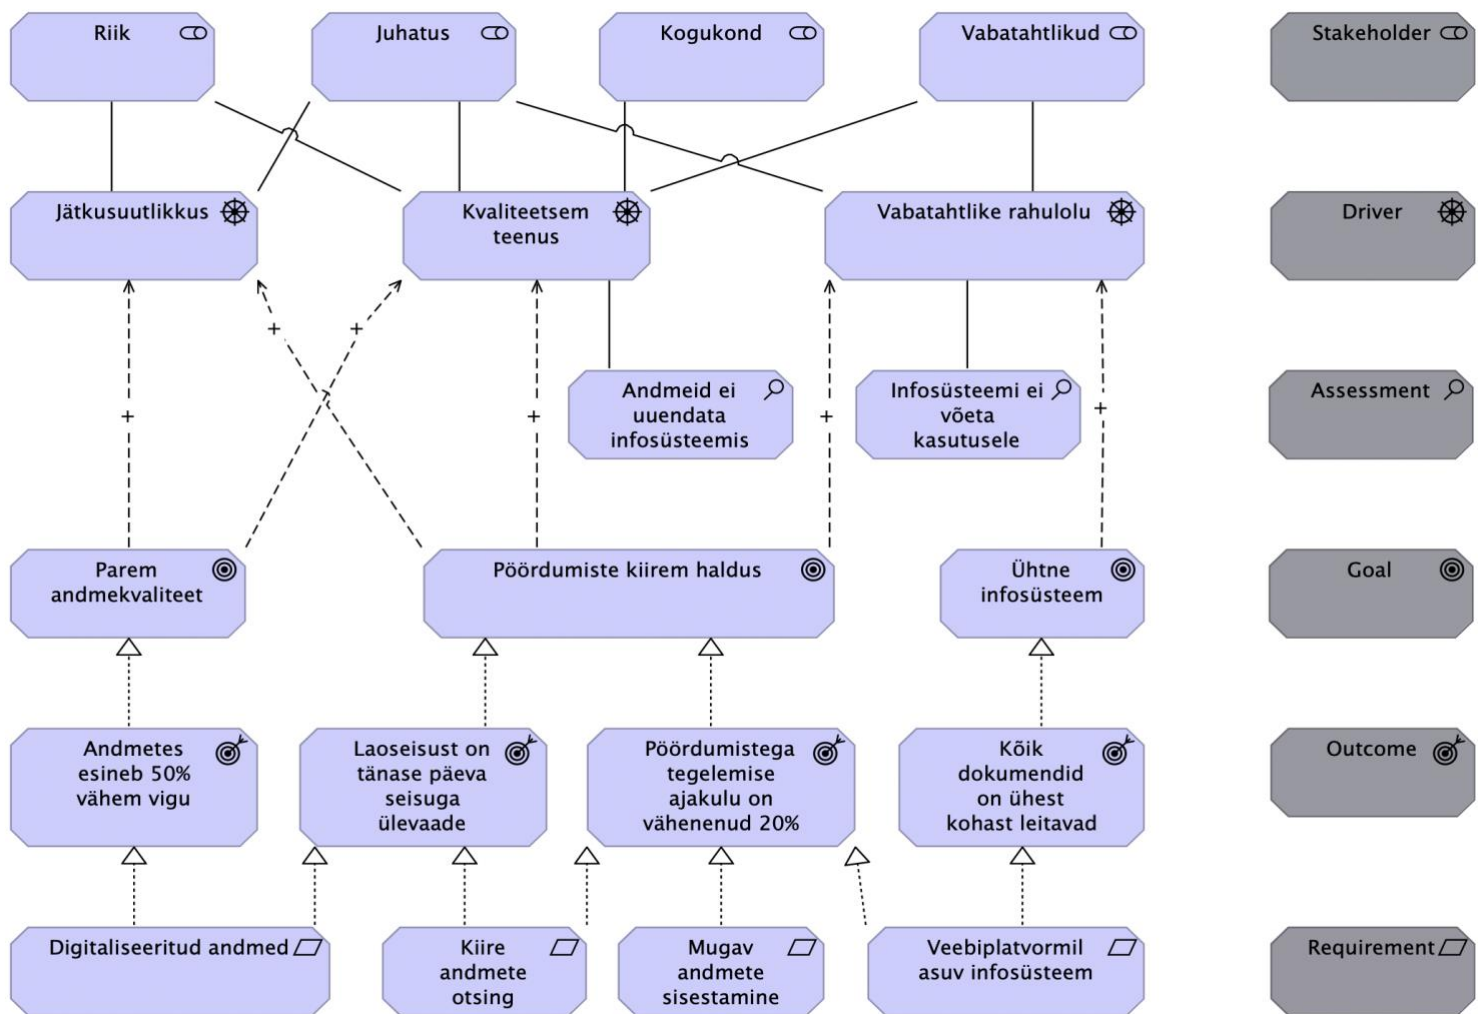 Riik
Juhatus
Kogukond
Vabatahtlikud
Stakeholder
Jätkusuutlikkus
Kvaliteetsem
teenus
Vabatahtlike rahulolu
Driver
+
+
+
+
+
+
Andmeid ei
uuendata
infosüsteemis
Infosüsteemi ei
võeta
kasutusele
Assessment
Parem
andmekvaliteet
Pöördumiste kiirem haldus
Ühtne
infosüsteem
Goal
Andmetes
esineb 50%
vähem vigu
Laoseisust on
tänase päeva
seisuga
ülevaade
Pöördumistega
tegelemise
ajakulu on
vähenenud 20%
Kõik
dokumendid
on ühest
kohast leitavad
Outcome
Digitaliseeritud andmed
Kiire
andmete
otsing
Mugav
andmete
sisestamine
Veebiplatvormil
asuv infosüsteem
Requirement